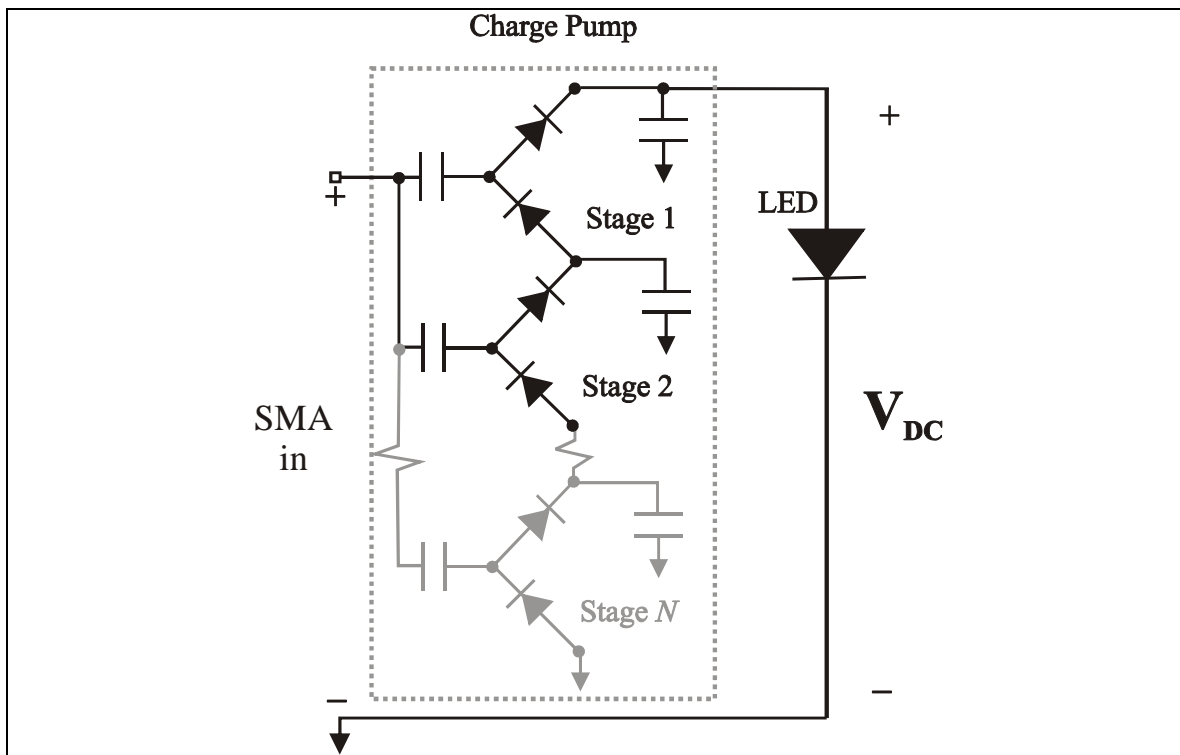 Charge Pump
+
+
LED
Stage 1
Stage 2
SMA
in
V DC
Stage N
−
−